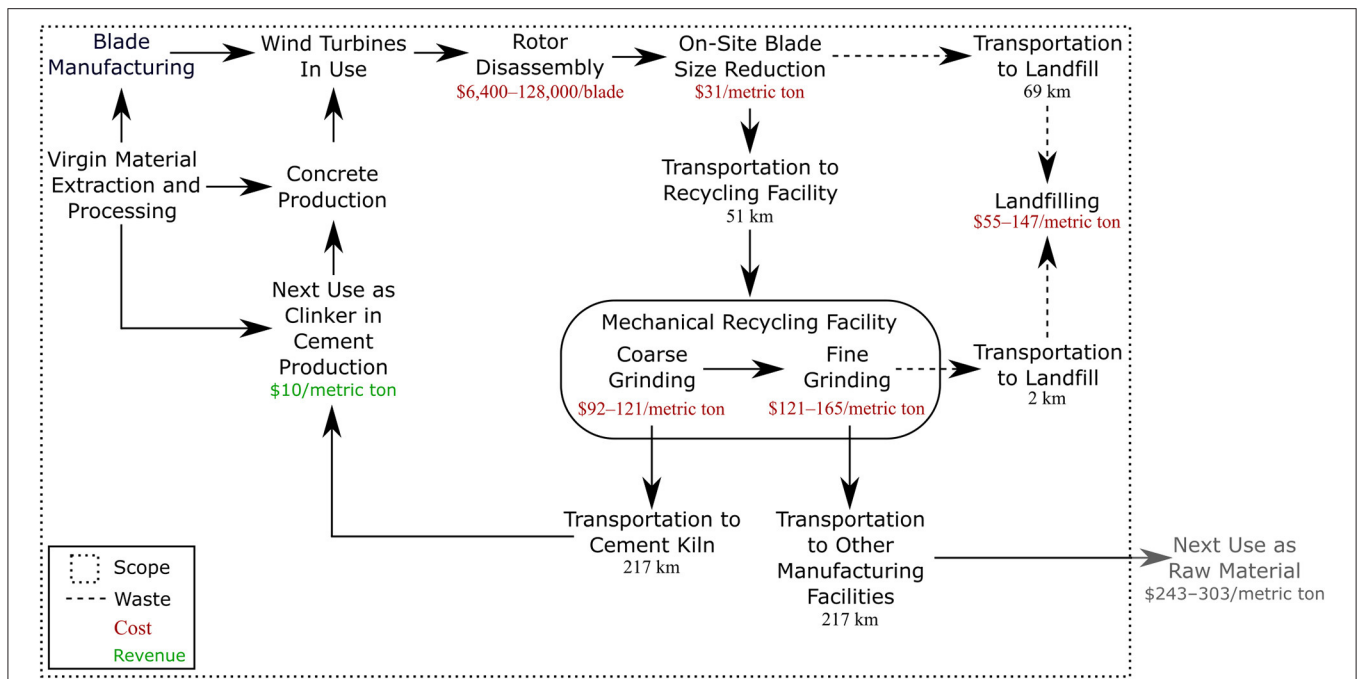 Blade
Manufacturing
Wind Turbines
In Use
Rotor
Disassembly
$6,400–128,000/blade
On-Site Blade
Size Reduction
$31/metric ton
Transportation
to Landfill
69 km
Virgin Material
Extraction and
Processing
Concrete
Production
Transportation to
Recycling Facility
51 km
Landfilling
$55–147/metric ton
Next Use as
Clinker in
Cement
Production
$10/metric ton
Mechanical Recycling Facility
Coarse
Grinding
$92–121/metric ton
Fine
Grinding
$121–165/metric ton
Transportation
to Landfill
2 km
Transportation to
Cement Kiln
217 km
Transportation
to Other
Manufacturing
Facilities
217 km
Next Use as
Raw Material
$243–303/metric ton
Scope
Waste
Cost
Revenue